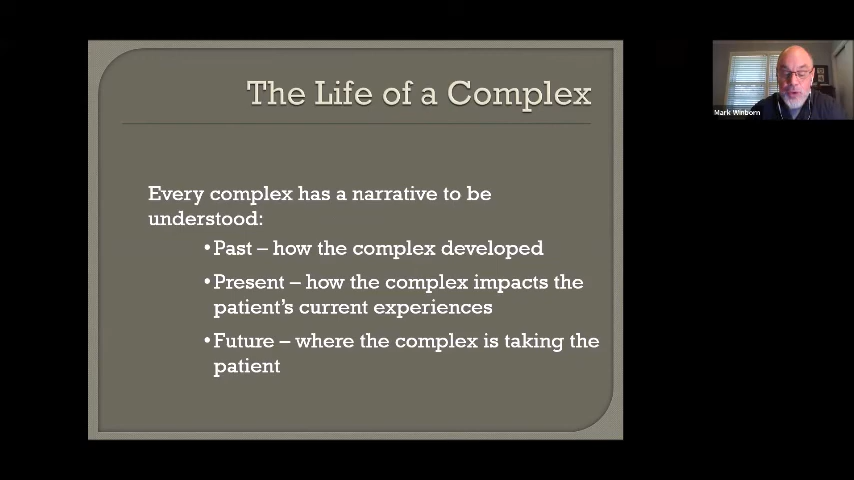 The Life of a Complex
Mark Winborn
Every complex has a narrative to be
understood:
•Past – how the complex developed
•Present – how the complex impacts the
patient's current experiences
•Future – where the complex is taking the
patient